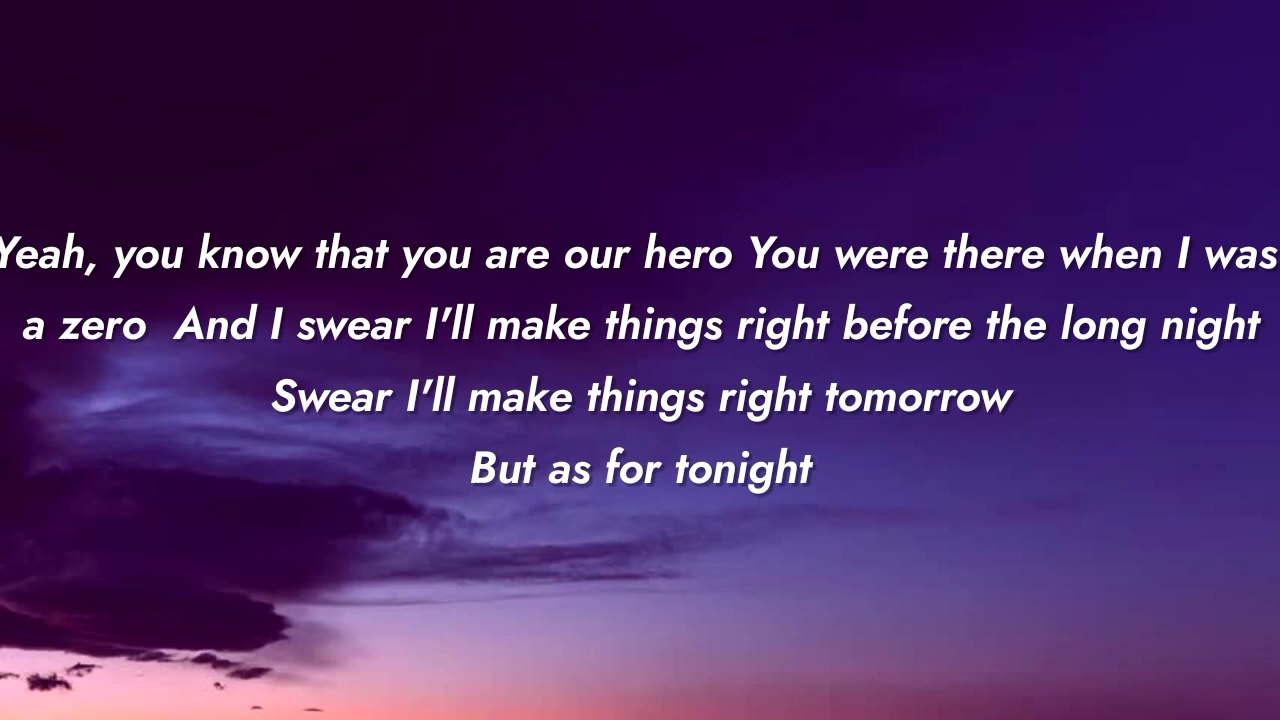 Yeah, you know that you are our hero You were there when I was
a zero  And I swear I'll make things right before the long night
Swear I'll make things right tomorrow
But as for tonight